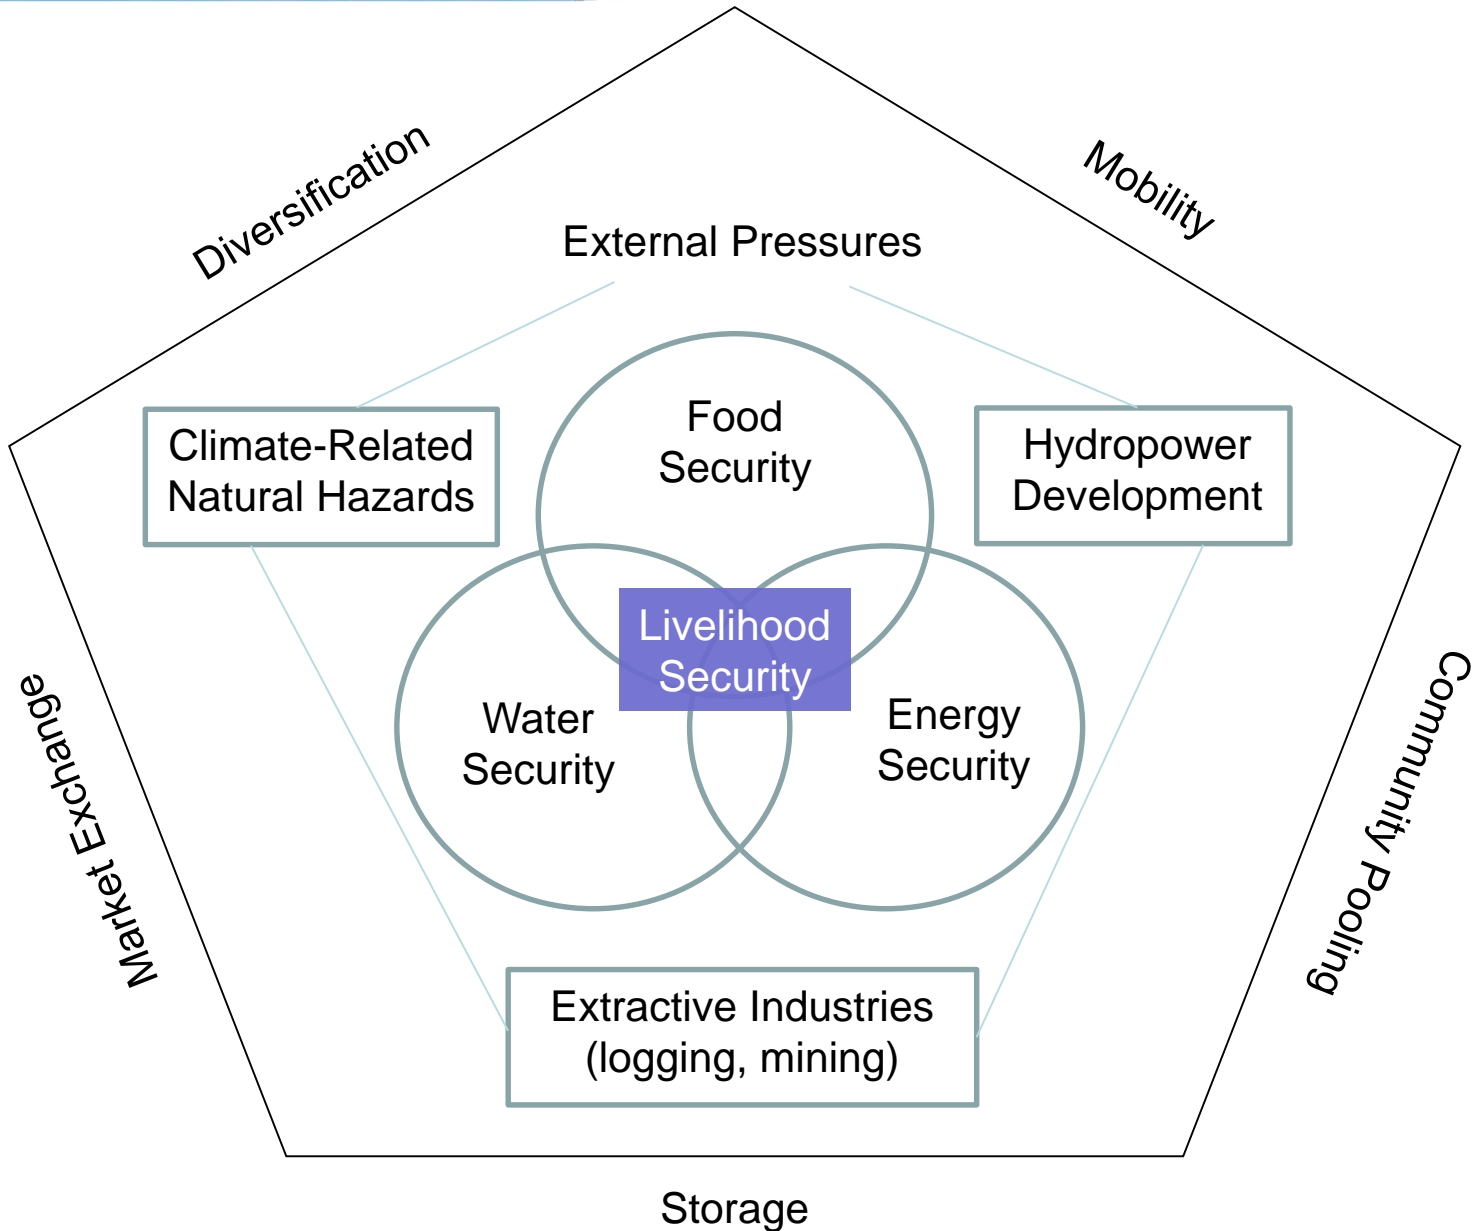 Diversification
Mobility
External Pressures
Climate-Related
Natural Hazards
Food
Security
Hydropower
Development
Livelihood
Security
Water
Security
Energy
Security
Market Exchange
Community Pooling
Extractive Industries
(logging, mining)
Storage